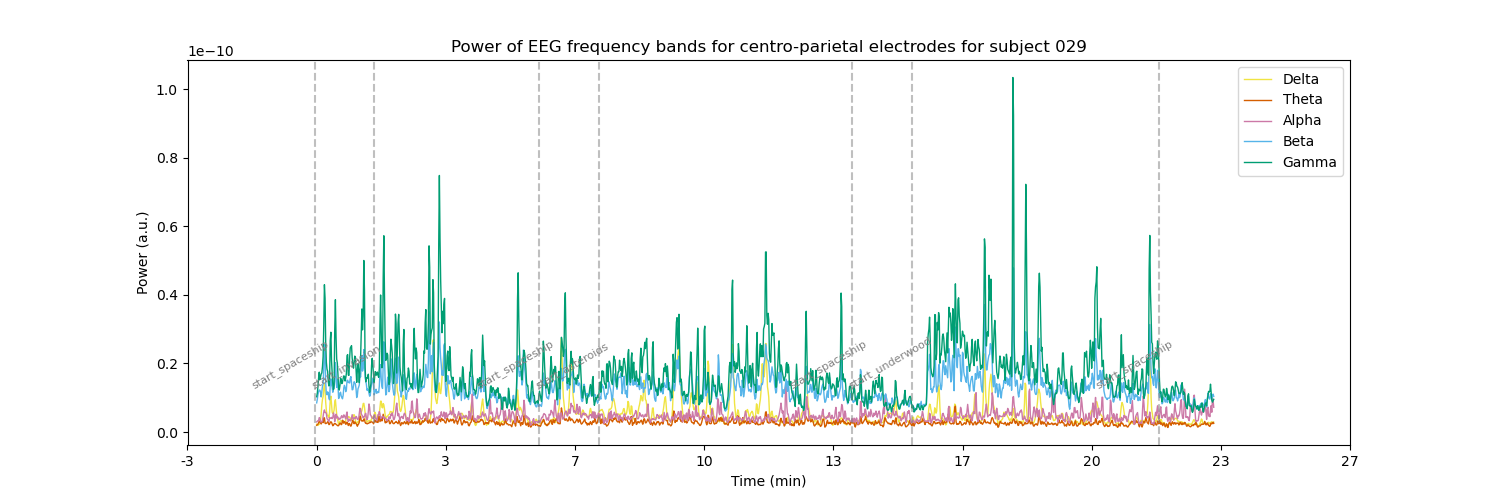 Power of EEG frequency bands for centro-parietal electrodes for subject 029
1e−10
1.0
0.8
0.6
0.4
0.2
0.0
Power (a.u.)
Delta
Theta
Alpha
Beta
Gamma
start_spaceship
start_spaceship
start_asteroids
start_spaceship
start_underwood
start_spaceship
-3
0
3
7
10
13
17
20
23
27
Time (min)